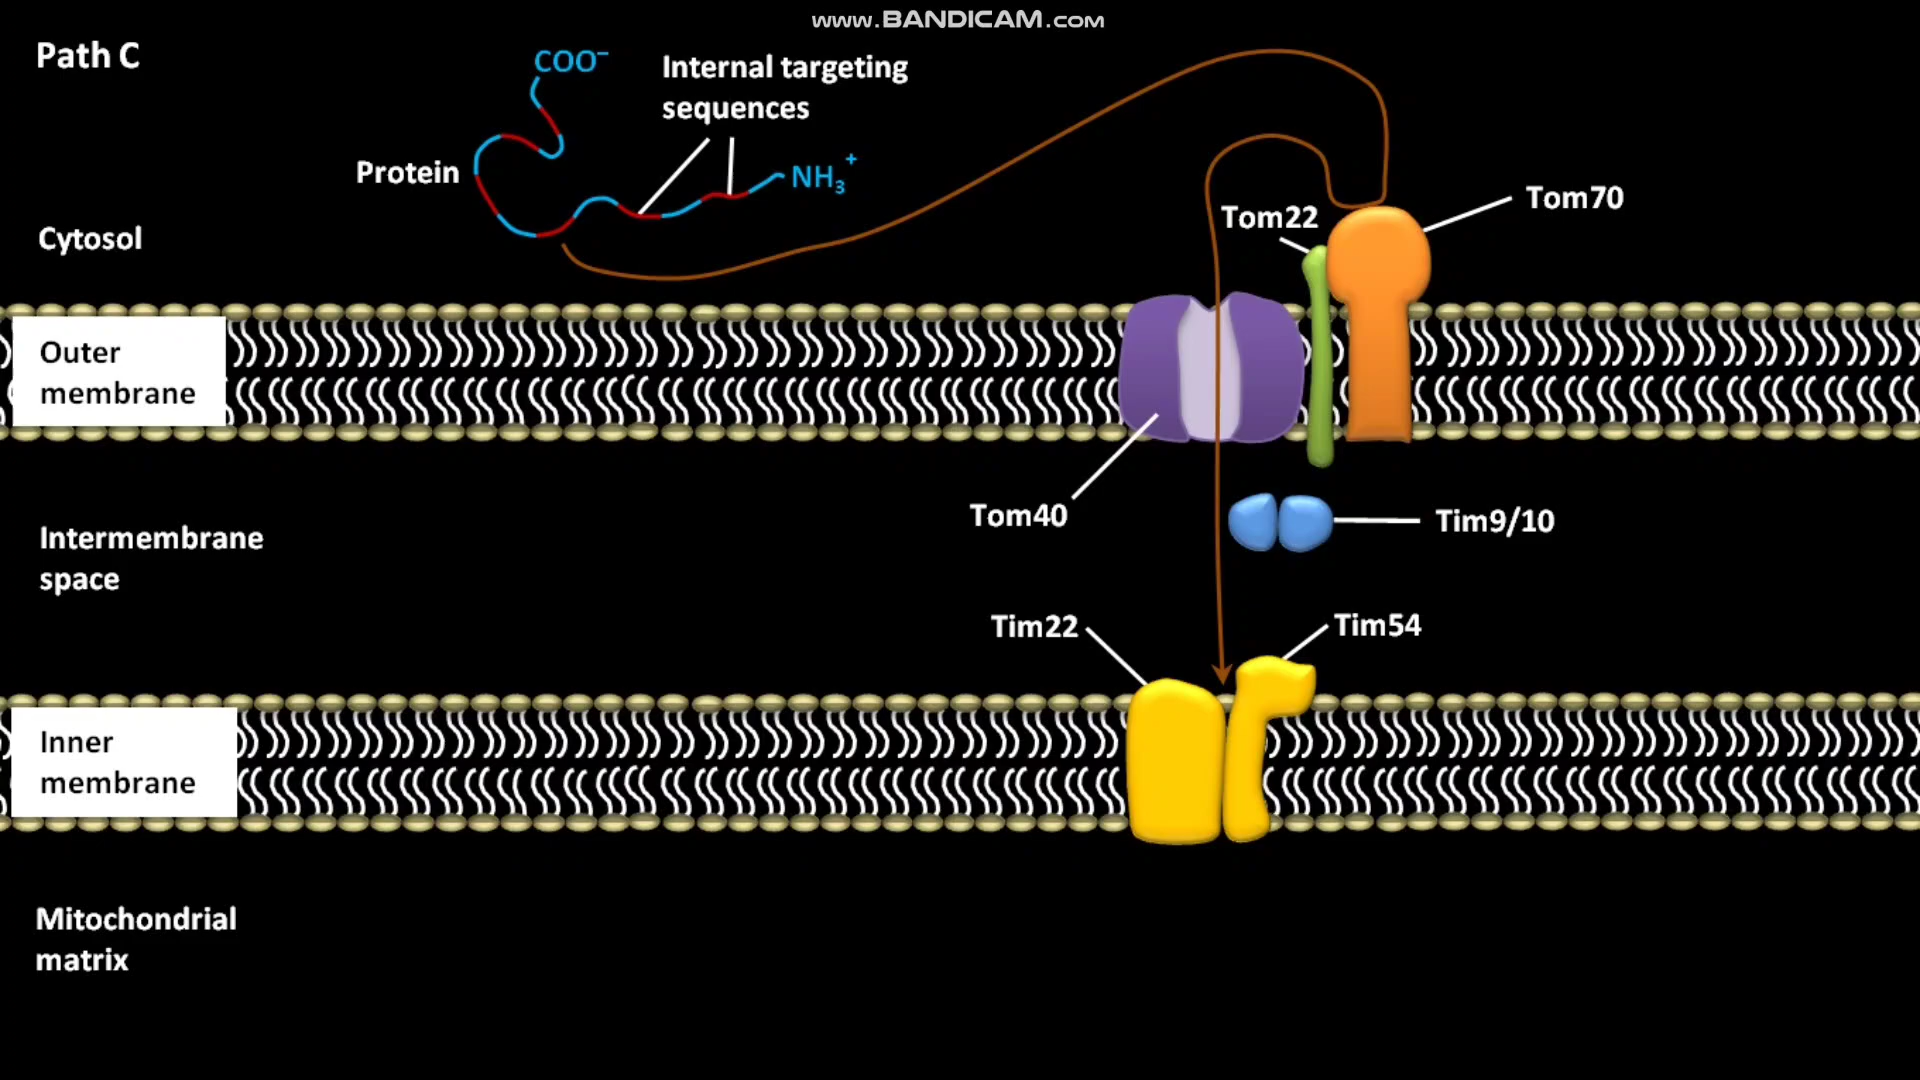 www.BANDICAM.com
Path C
COO⁻
Internal targeting
sequences
Protein
NH₃⁺
Tom70
Tom22
Cytosol
Outer
membrane
Tom40
Tim9/10
Intermembrane
space
Tim22
Tim54
Inner
membrane
Mitochondrial
matrix